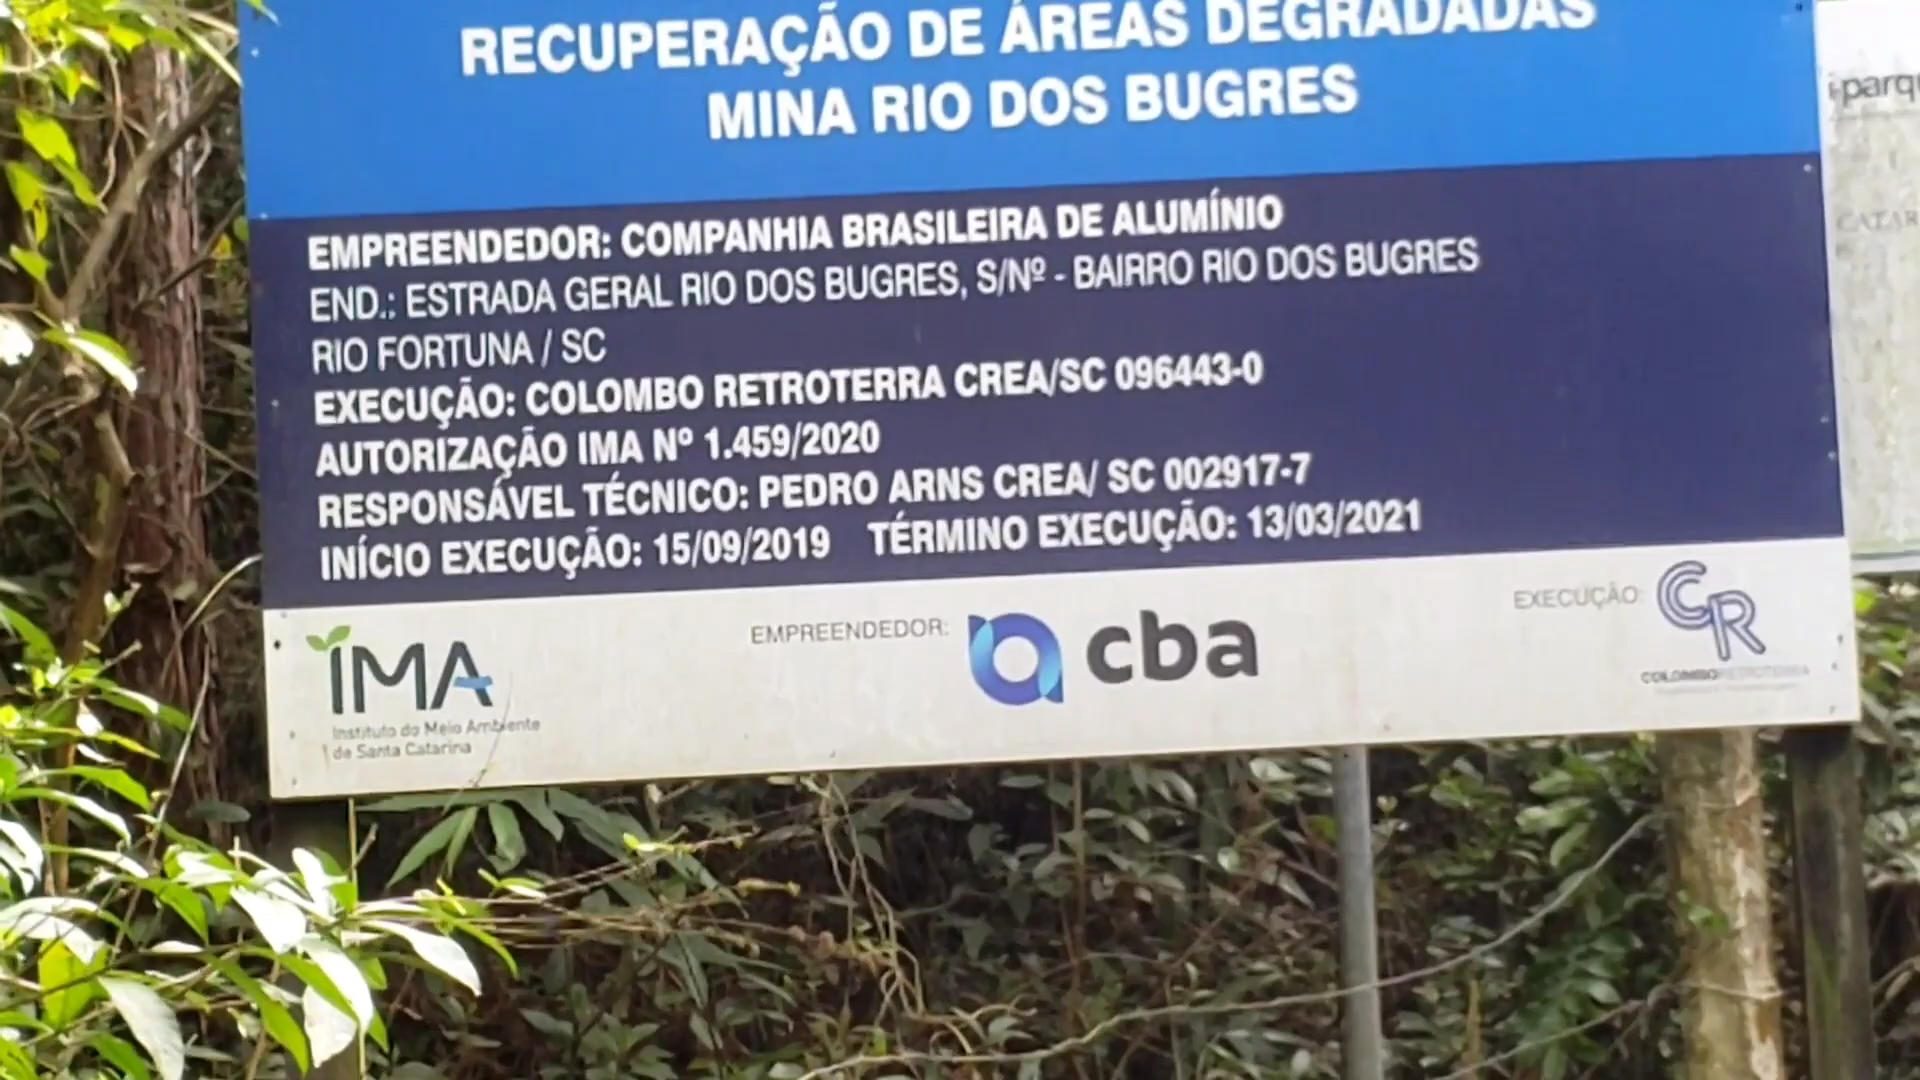 RECUPERAÇÃO DE ÁREAS DEGRADADAS
MINA RIO DOS BUGRES
EMPREENDEDOR: COMPANHIA BRASILEIRA DE ALUMÍNIO
END.: ESTRADA GERAL RIO DOS BUGRES, S/Nº - BAIRRO RIO DOS BUGRES
RIO FORTUNA / SC
EXECUÇÃO: COLOMBO RETROTERRA CREA/SC 096443-0
AUTORIZAÇÃO IMA Nº 1.459/2020
RESPONSÁVEL TÉCNICO: PEDRO ARNS CREA/ SC 002917-7
INÍCIO EXECUÇÃO: 15/09/2019 TÉRMINO EXECUÇÃO: 13/03/2021
IMA
Instituto do Meio Ambiente
de Santa Catarina
EMPREENDEDOR:
cba
EXECUÇÃO:
CR
COLOMBORETROTERRA